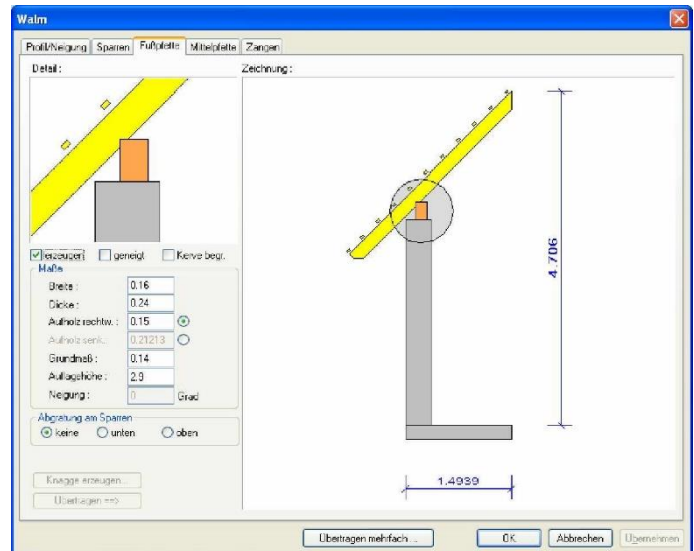 Walm
Profil/Neigung Sparren Fußpfette Mittelpfette Zangen
Detail :
Zeichnung :
erzeugen geneigt Kerve begr.
Maße
Breite : 0.16
Dicke : 0.24
Aufholz rechtw. : 0.15
Aufholz senk. : 0.21213
Grundmaß : 0.14
Auflagehöhe : 2.9
Neigung : 0 Grad
Abgratung am Sparren
keine unten oben
Knagge erzeugen...
Übertragen ==>
4.706
1.4939
Übertragen mehrfach ... OK Abbrechen Übernehmen